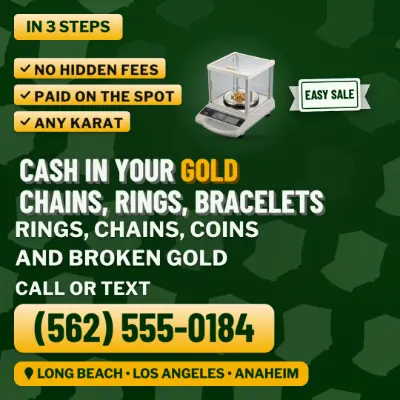 IN 3 STEPS
✓ NO HIDDEN FEES
✓ PAID ON THE SPOT
✓ ANY KARAT
EASY SALE
CASH IN YOUR GOLD
CHAINS, RINGS, BRACELETS
RINGS, CHAINS, COINS
AND BROKEN GOLD
CALL OR TEXT
(562) 555-0184
LONG BEACH • LOS ANGELES • ANAHEIM